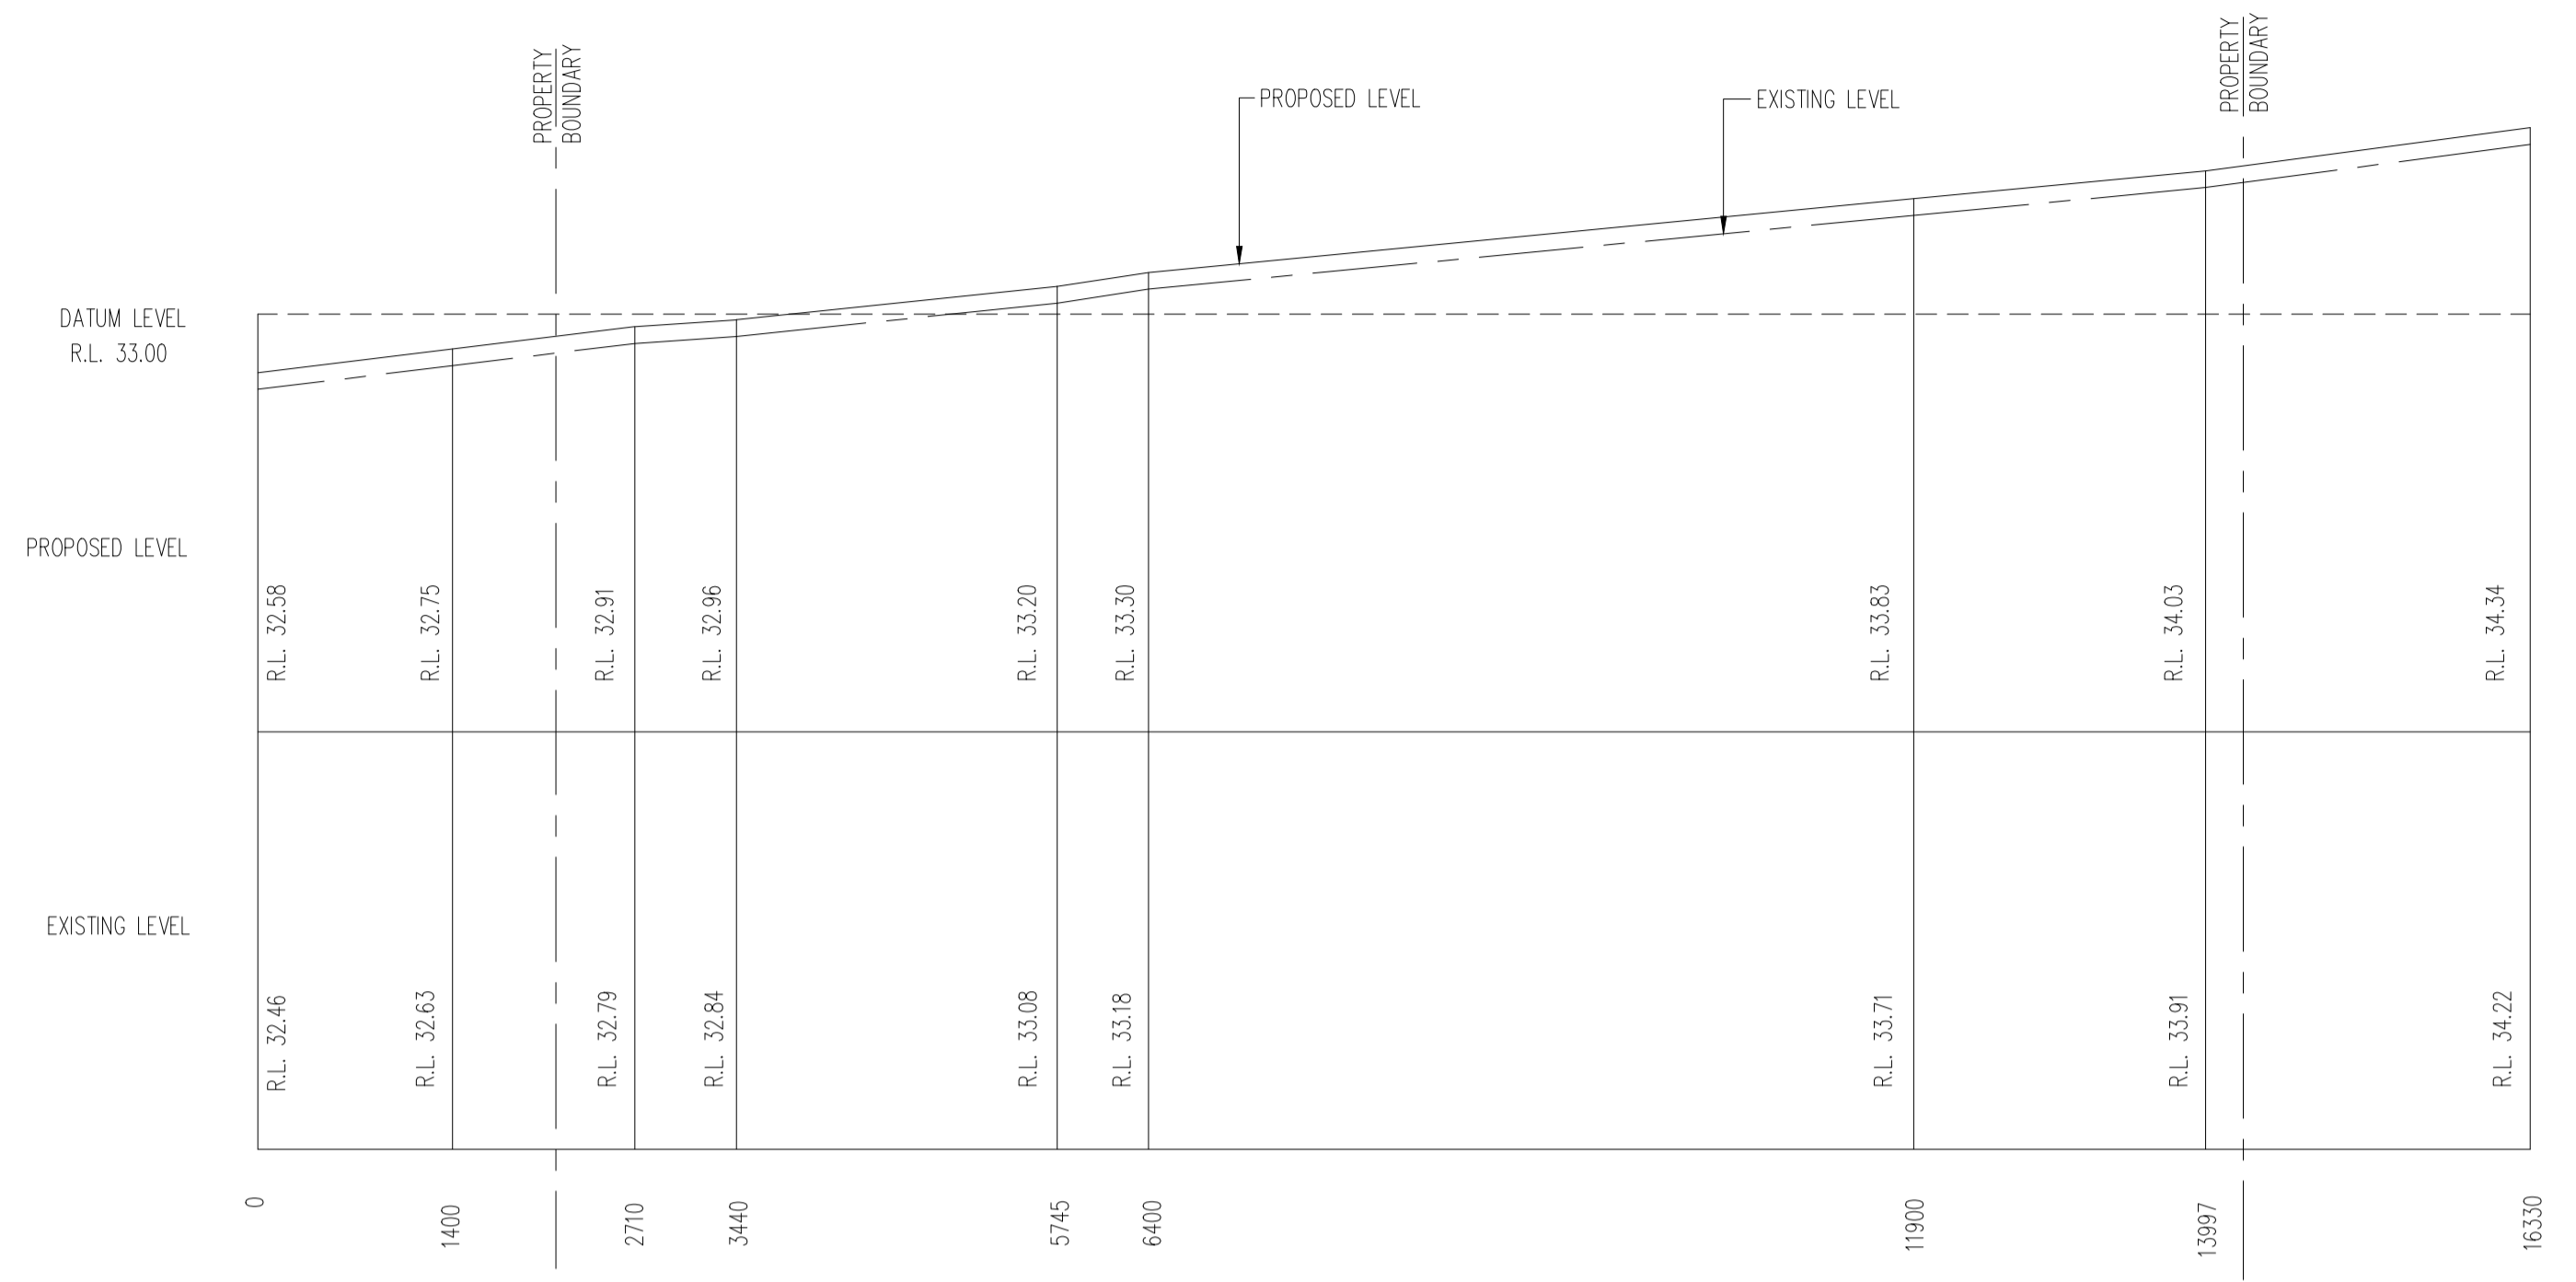 PROPERTY
BOUNDARY
PROPERTY
BOUNDARY
PROPOSED LEVEL
EXISTING LEVEL
DATUM LEVEL
R.L. 33.00
PROPOSED LEVEL
R.L. 32.58
R.L. 32.75
R.L. 32.91
R.L. 32.96
R.L. 33.20
R.L. 33.30
R.L. 33.83
R.L. 34.03
R.L. 34.34
EXISTING LEVEL
R.L. 32.46
R.L. 32.63
R.L. 32.79
R.L. 32.84
R.L. 33.08
R.L. 33.18
R.L. 33.71
R.L. 33.91
R.L. 34.22
0
1400
2710
3440
5745
6400
11900
13997
16330